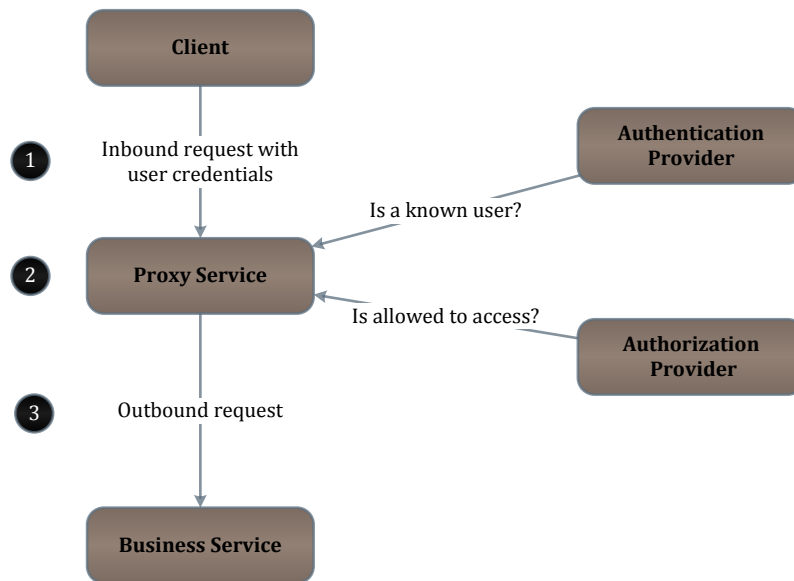 Client
1
Inbound request with
user credentials
Authentication
Provider
Is a known user?
2
Proxy Service
Is allowed to access?
Authorization
Provider
3
Outbound request
Business Service